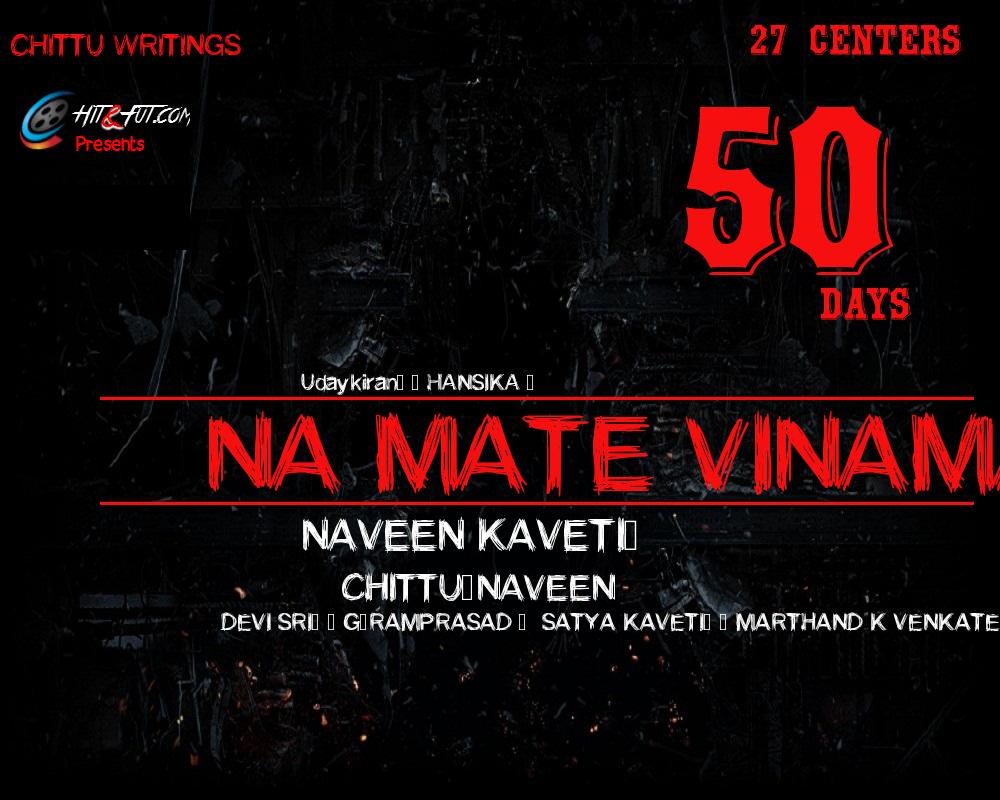 CHITTU WRITINGS
27 CENTERS
HIT&FUT.COM
Presents
50
DAYS
Udaykiran HANSIKA
NA MATE VINAM
NAVEEN KAVETI
CHITTU NAVEEN
DEVI SRI G RAMPRASAD SATYA KAVETI MARTHAND K VENKATE